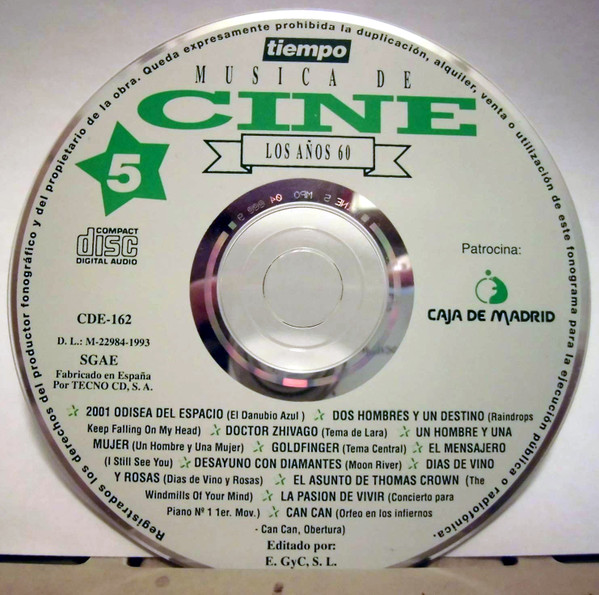 Registrados los derechos del productor fonográfico y del propietario de la obra. Queda expresamente prohibida la duplicación, alquiler, venta o utilización de este fonograma para la ejecución pública o radiofónica.
tiempo
MUSICA DE
CINE
LOS AÑOS 60
5
COMPACT
disc
DIGITAL AUDIO
Patrocina:
CAJA DE MADRID
CDE-162
D. L.: M-22984-1993
SGAE
Fabricado en España
Por TECNO CD, S. A.
2001 ODISEA DEL ESPACIO (El Danubio Azul ) DOS HOMBRES Y UN DESTINO (Raindrops
Keep Falling On My Head) DOCTOR ZHIVAGO (Tema de Lara) UN HOMBRE Y UNA
MUJER (Un Hombre y Una Mujer) GOLDFINGER (Tema Central) EL MENSAJERO
(I Still See You) DESAYUNO CON DIAMANTES (Moon River) DIAS DE VINO
Y ROSAS (Dias de Vino y Rosas) EL ASUNTO DE THOMAS CROWN (The
Windmills Of Your Mind) LA PASION DE VIVIR (Concierto para
Piano Nº 1 1er. Mov.) CAN CAN (Orfeo en los infiernos
- Can Can, Obertura)
Editado por:
E. GyC, S. L.